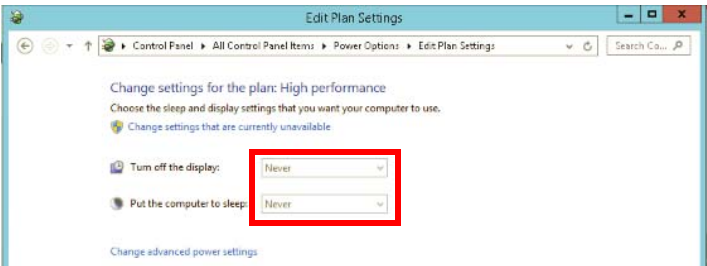 Edit Plan Settings
Control Panel All Control Panel Items Power Options Edit Plan Settings Search Co...
Change settings for the plan: High performance
Choose the sleep and display settings that you want your computer to use.
Change settings that are currently unavailable
Turn off the display: Never
Put the computer to sleep: Never
Change advanced power settings